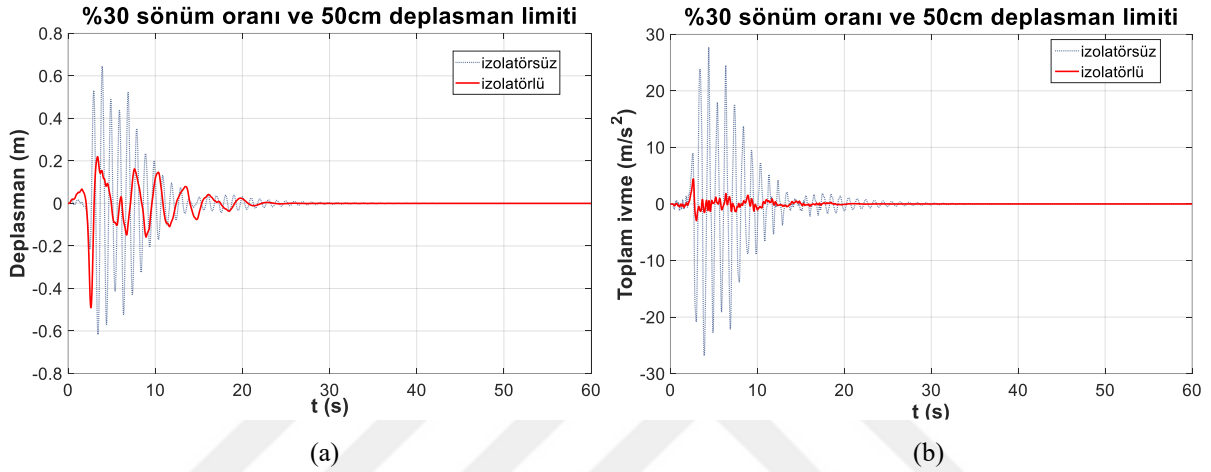 %30 sönüm oranı ve 50cm deplasman limiti
0.8
0.6
0.4
0.2
0
-0.2
-0.4
-0.6
-0.8
Deplasman (m)
izolatörsüz
izolatörlü
0 10 20 30 40 50 60
t (s)
(a)
%30 sönüm oranı ve 50cm deplasman limiti
30
20
10
0
-10
-20
-30
Toplam ivme (m/s²)
izolatörsüz
izolatörlü
0 10 20 30 40 50 60
t (s)
(b)